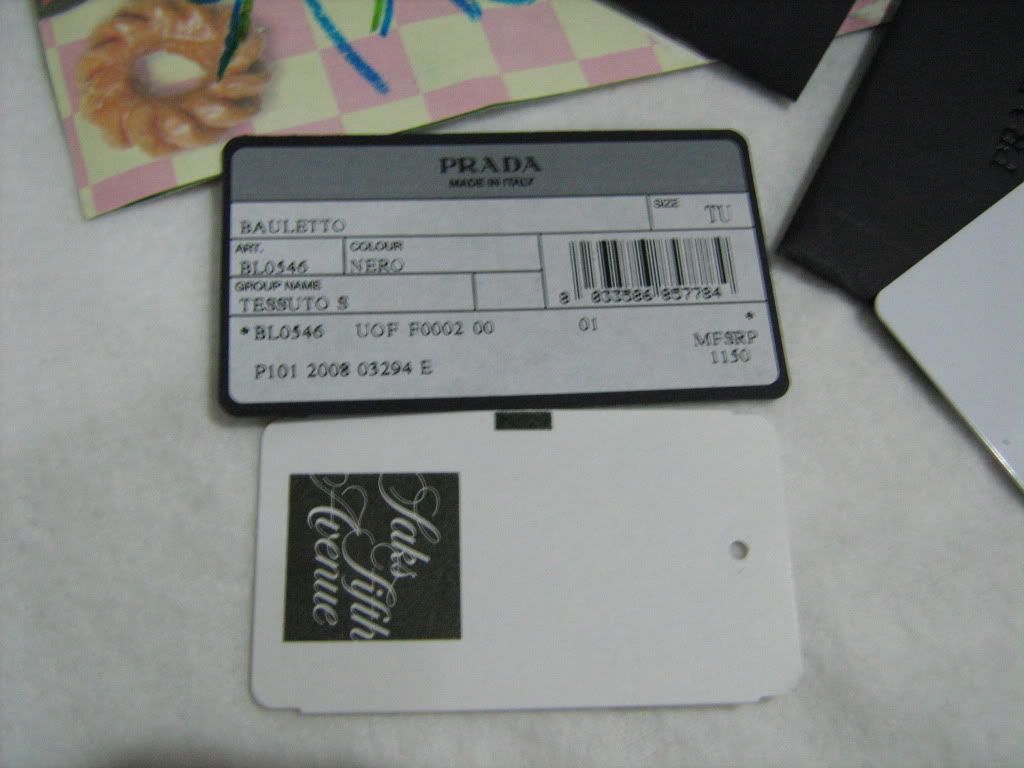 PRADA
MADE IN ITALY
BAULETTO
SIZE
TU
ART.
BL0546
COLOUR
NERO
GROUP NAME
TESSUTO S
8 033586 857784
*BL0546 UOF F0002 00 01 *
MFSRP
1150
P101 2008 03294 E
Saks
Fifth
Avenue
PRA